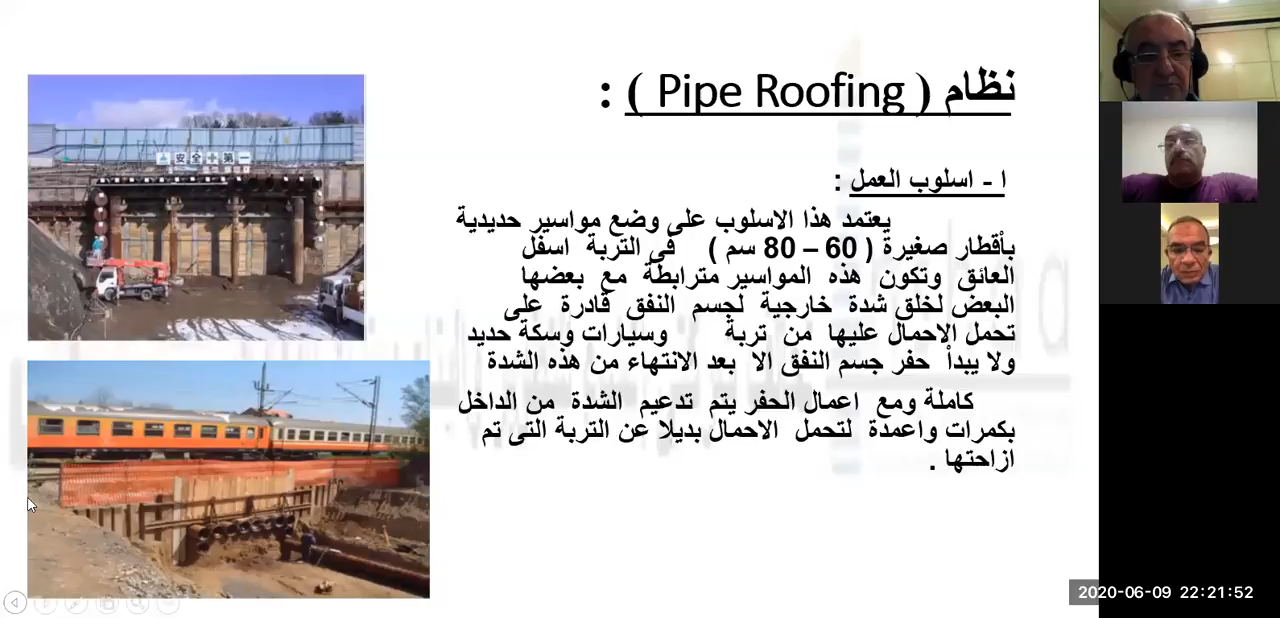 نظام ( Pipe Roofing ) :
ا - اسلوب العمل :
يعتمد هذا الاسلوب على وضع مواسير حديدية
بأقطار صغيرة ( 60 – 80 سم ) فى التربة اسفل
العائق وتكون هذه المواسير مترابطة مع بعضها
البعض لخلق شدة خارجية لجسم النفق قادرة على
تحمل الاحمال عليها من تربة وسيارات وسكة حديد
ولا يبدأ حفر جسم النفق الا بعد الانتهاء من هذه الشدة
كاملة ومع اعمال الحفر يتم تدعيم الشدة من الداخل
بكمرات واعمدة لتحمل الاحمال بديلا عن التربة التى تم
ازاحتها .
安全十第一
2020-06-09 22:21:52